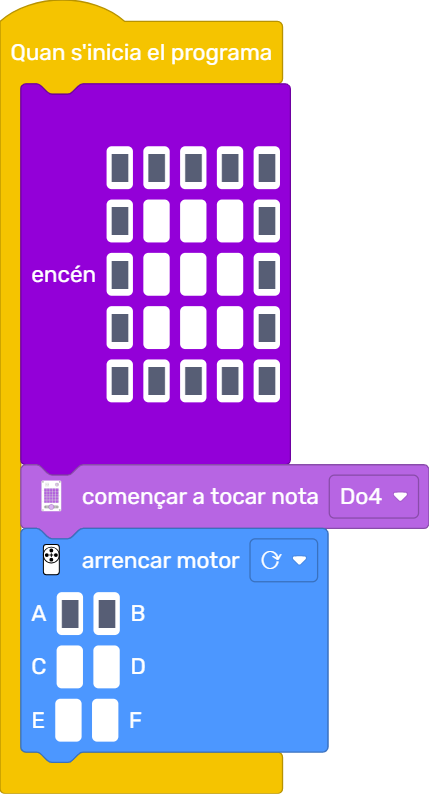 Quan s'inicia el programa
encén
començar a tocar nota Do4
arrencar motor
A B
C D
E F